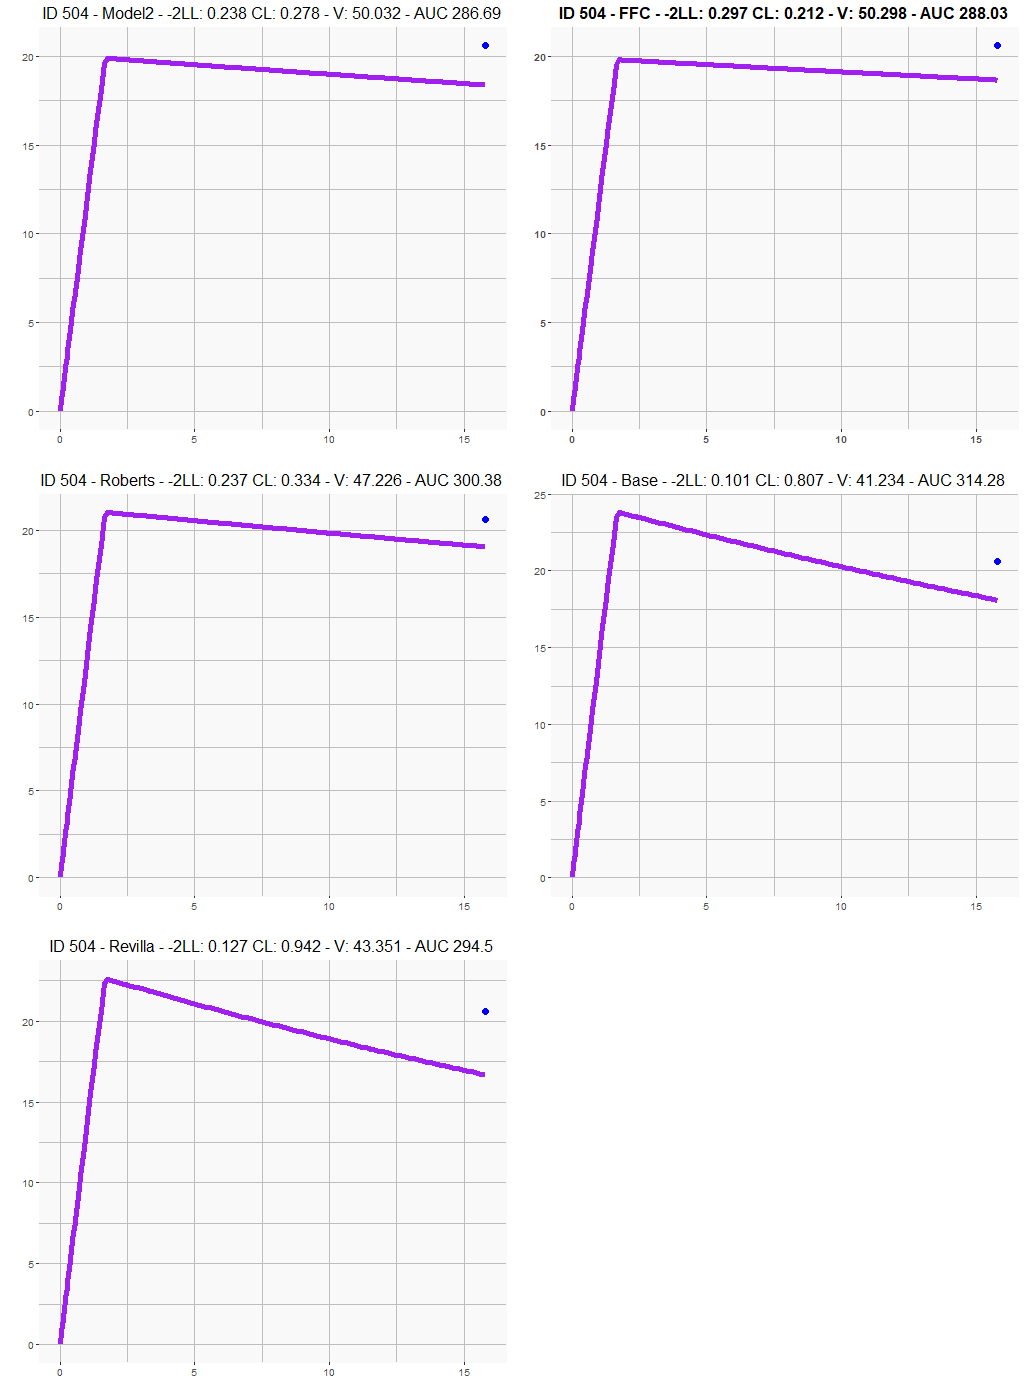 ID 504 - Model2 - -2LL: 0.238 CL: 0.278 - V: 50.032 - AUC 286.69
20
15
10
5
0
0 5 10 15
ID 504 - FFC - -2LL: 0.297 CL: 0.212 - V: 50.298 - AUC 288.03
20
15
10
5
0
0 5 10 15
ID 504 - Roberts - -2LL: 0.237 CL: 0.334 - V: 47.226 - AUC 300.38
20
15
10
5
0
0 5 10 15
ID 504 - Base - -2LL: 0.101 CL: 0.807 - V: 41.234 - AUC 314.28
25
20
15
10
5
0
0 5 10 15
ID 504 - Revilla - -2LL: 0.127 CL: 0.942 - V: 43.351 - AUC 294.5
20
15
10
5
0
0 5 10 15